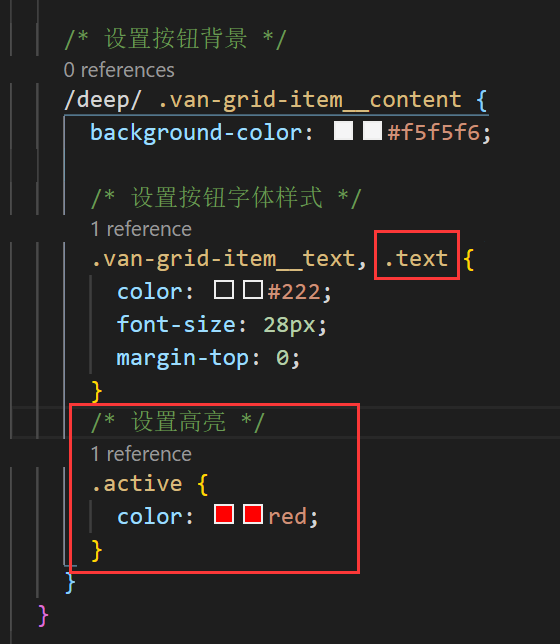 /* 设置按钮背景 */
0 references
/deep/ .van-grid-item__content {
background-color: #f5f5f6;
/* 设置按钮字体样式 */
1 reference
.van-grid-item__text, .text {
color: #222;
font-size: 28px;
margin-top: 0;
}
/* 设置高亮 */
1 reference
.active {
color: red;
}
}
}